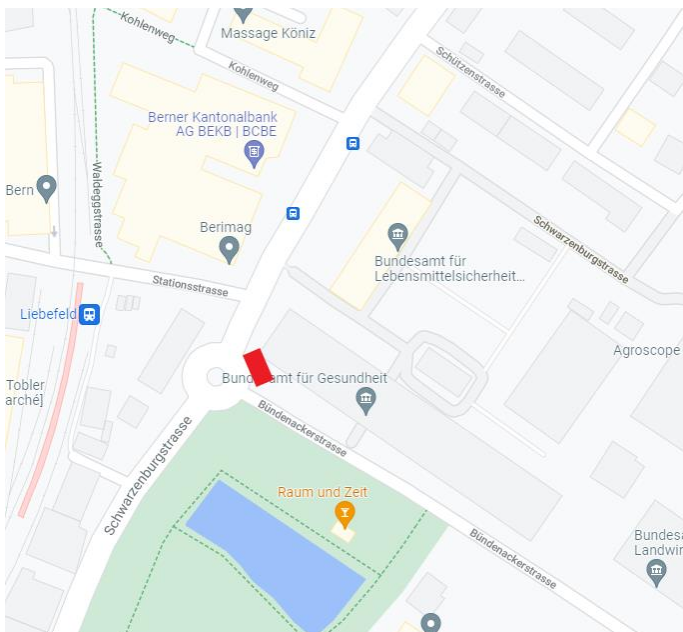 Kohlenweg
Massage Köniz
Kohlenweg
Schützenstrasse
Berner Kantonalbank
AG BEKB | BCBE
Waldeggstrasse
Bern
Berimag
Schwarzenburgstrasse
Bundesamt für
Lebensmittelsicherheit...
Stationsstrasse
Liebefeld
Agroscope
Tobler
arché]
Bundesamt für Gesundheit
Bündenackerstrasse
Schwarzenburgstrasse
Raum und Zeit
Bündenackerstrasse
Bundesa
Landwir